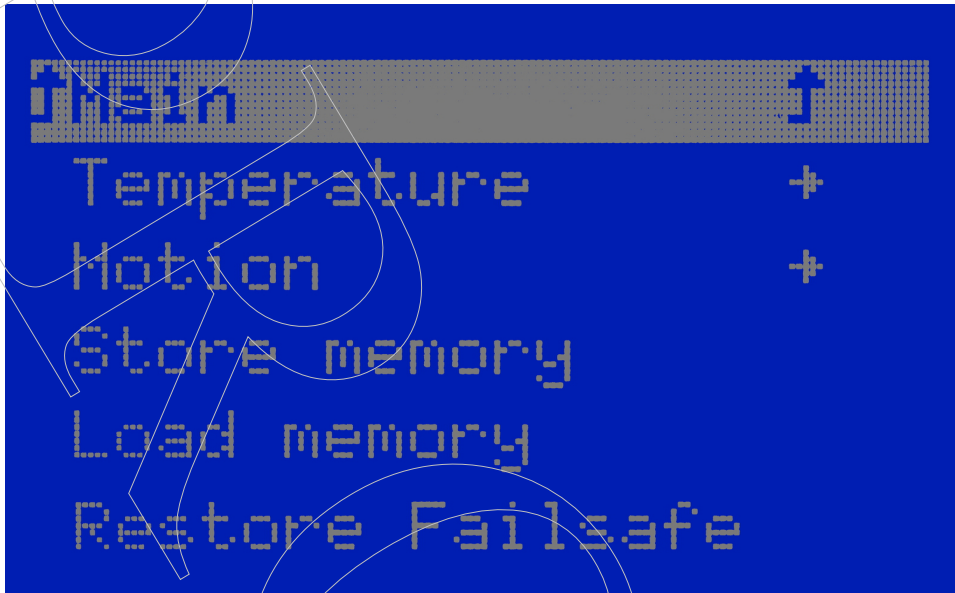 ↑Main ↑
Temperature →
Motion →
Store memory
Load memory
Restore Failsafe